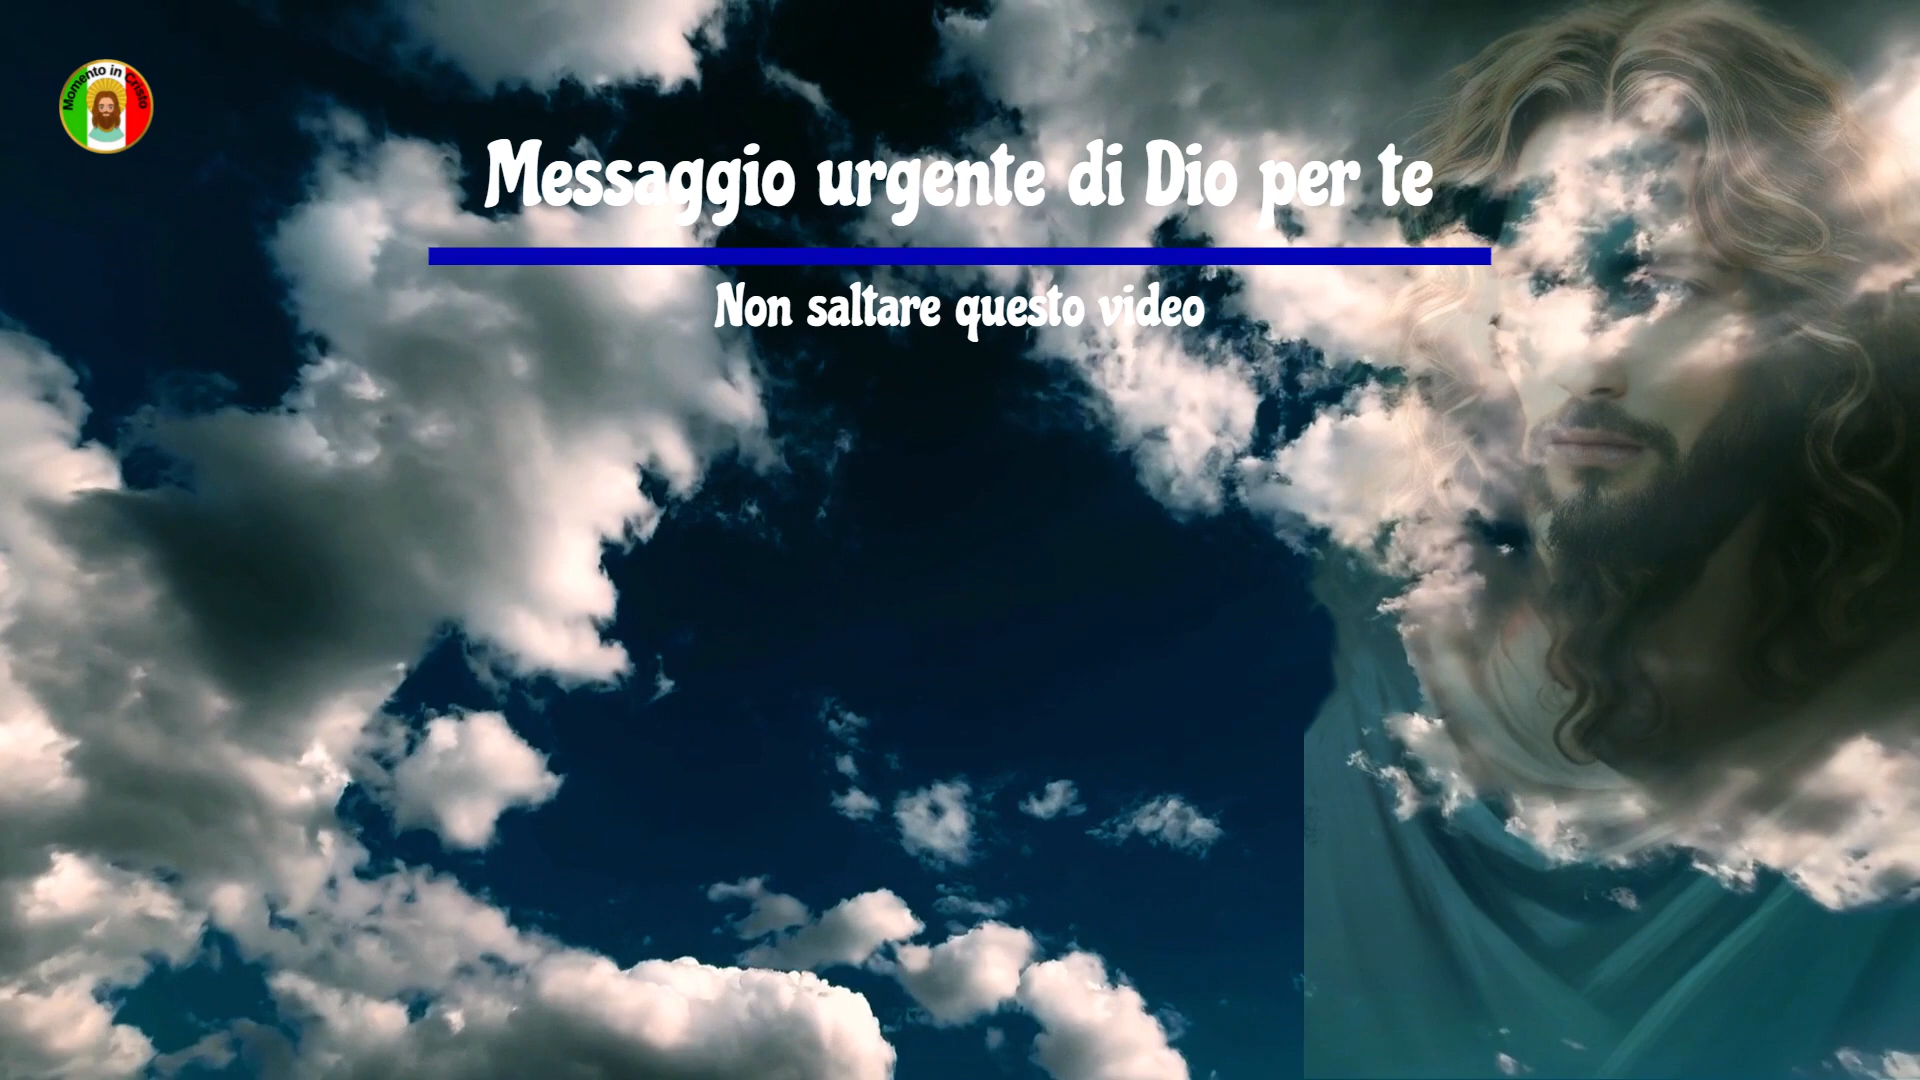 Momento in Cristo
Messaggio urgente di Dio per te
Non saltare questo video